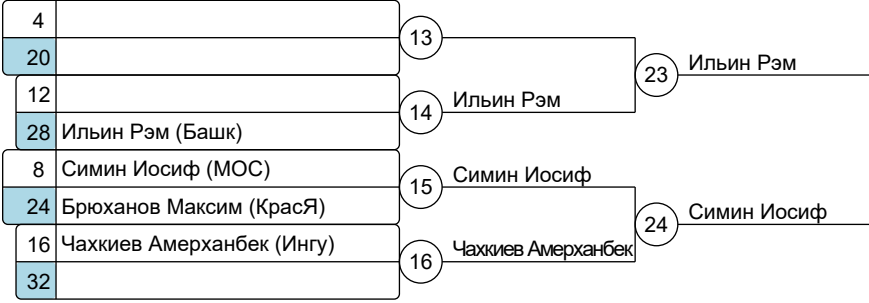 4
20
13
12
28 Ильин Рэм (Башк)
14
Ильин Рэм
23
Ильин Рэм
8 Симин Иосиф (МОС)
24 Брюханов Максим (КрасЯ)
15
Симин Иосиф
16 Чахкиев Амерханбек (Ингу)
32
16
Чахкиев Амерханбек
24
Симин Иосиф